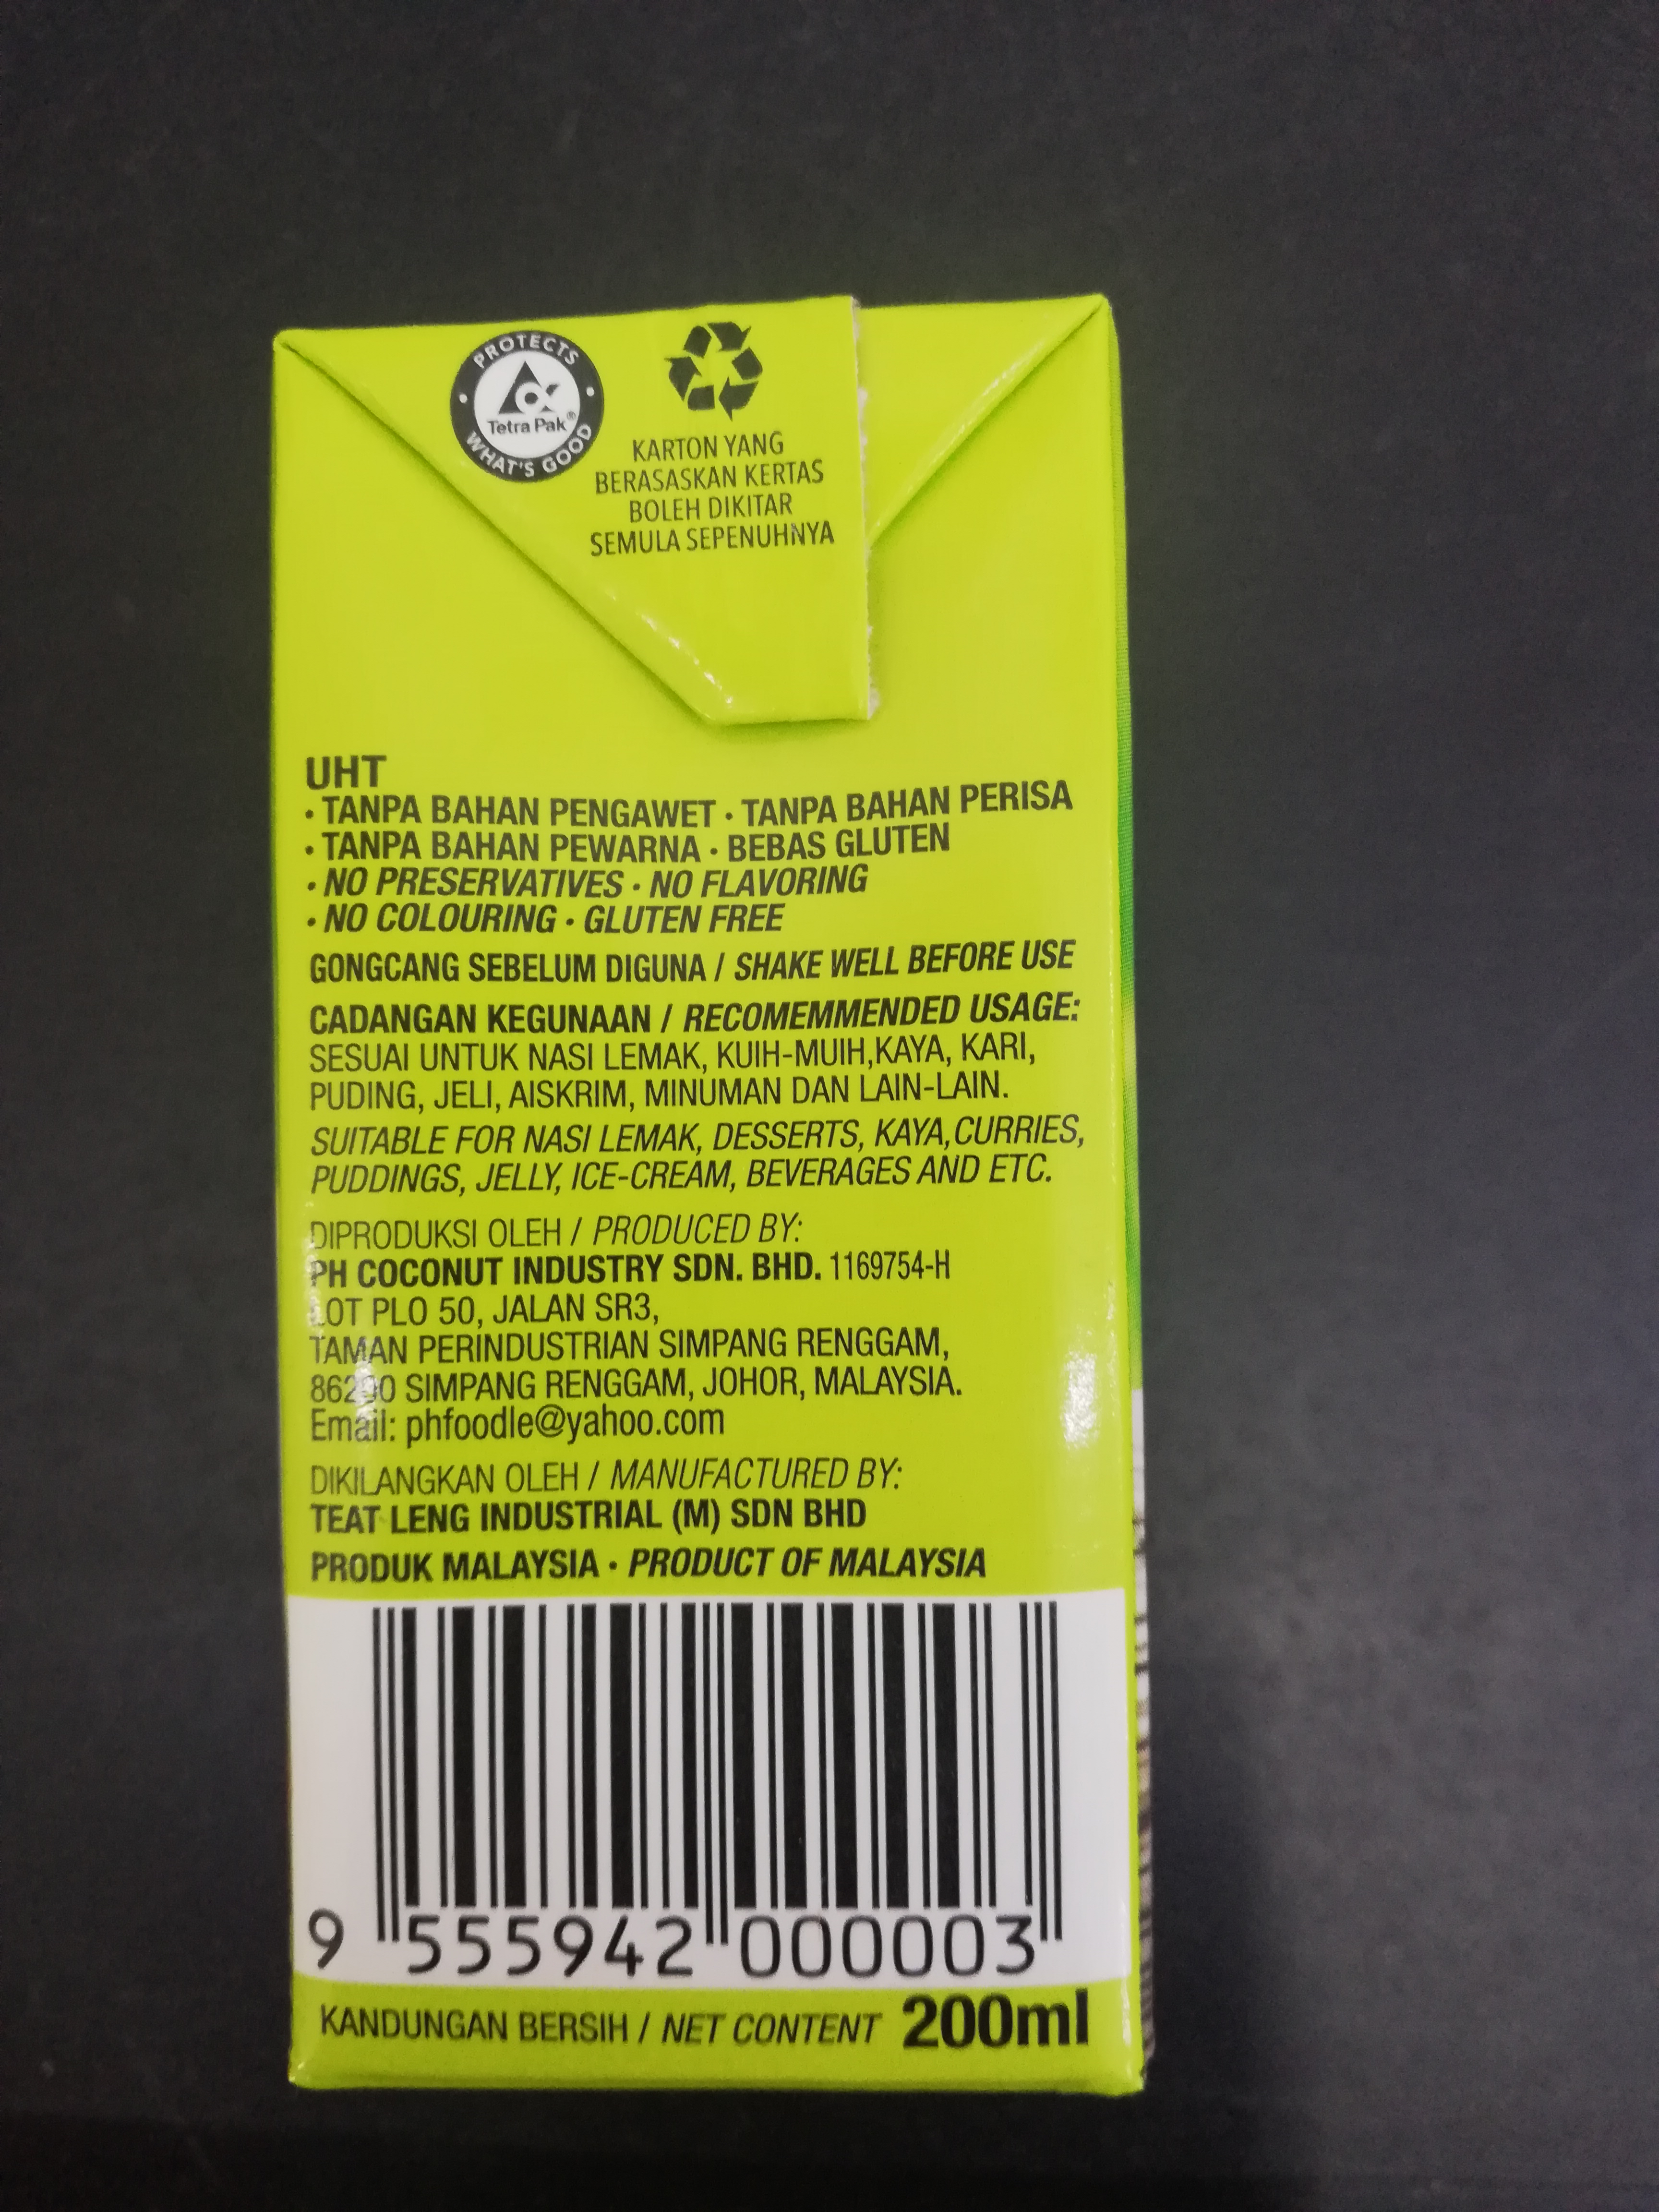 PROTECTS
Tetra Pak®
WHAT'S GOOD
KARTON YANG
BERASASKAN KERTAS
BOLEH DIKITAR
SEMULA SEPENUHNYA
UHT
• TANPA BAHAN PENGAWET • TANPA BAHAN PERISA
• TANPA BAHAN PEWARNA • BEBAS GLUTEN
• NO PRESERVATIVES • NO FLAVORING
• NO COLOURING • GLUTEN FREE
GONGCANG SEBELUM DIGUNA / SHAKE WELL BEFORE USE
CADANGAN KEGUNAAN / RECOMEMMENDED USAGE:
SESUAI UNTUK NASI LEMAK, KUIH-MUIH,KAYA, KARI,
PUDING, JELI, AISKRIM, MINUMAN DAN LAIN-LAIN.
SUITABLE FOR NASI LEMAK, DESSERTS, KAYA,CURRIES,
PUDDINGS, JELLY, ICE-CREAM, BEVERAGES AND ETC.
DIPRODUKSI OLEH / PRODUCED BY:
PH COCONUT INDUSTRY SDN. BHD. 1169754-H
LOT PLO 50, JALAN SR3,
TAMAN PERINDUSTRIAN SIMPANG RENGGAM,
SIMPANG RENGGAM, JOHOR, MALAYSIA.
Email: phfoodle@yahoo.com
DIKILANGKAN OLEH / MANUFACTURED BY:
TEAT LENG INDUSTRIAL (M) SDN BHD
PRODUK MALAYSIA • PRODUCT OF MALAYSIA
9 555942 000003
KANDUNGAN BERSIH / NET CONTENT 200ml